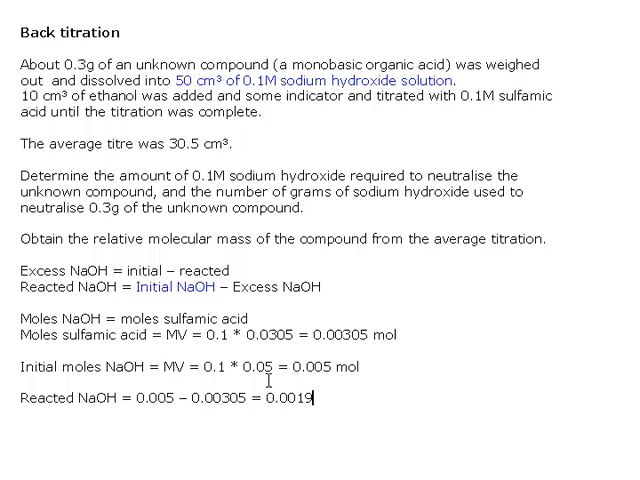 Back titration
About 0.3g of an unknown compound (a monobasic organic acid) was weighed
out and dissolved into 50 cm³ of 0.1M sodium hydroxide solution.
10 cm³ of ethanol was added and some indicator and titrated with 0.1M sulfamic
acid until the titration was complete.
The average titre was 30.5 cm³.
Determine the amount of 0.1M sodium hydroxide required to neutralise the
unknown compound, and the number of grams of sodium hydroxide used to
neutralise 0.3g of the unknown compound.
Obtain the relative molecular mass of the compound from the average titration.
Excess NaOH = initial – reacted
Reacted NaOH = Initial NaOH – Excess NaOH
Moles NaOH = moles sulfamic acid
Moles sulfamic acid = MV = 0.1 * 0.0305 = 0.00305 mol
Initial moles NaOH = MV = 0.1 * 0.05 = 0.005 mol
Reacted NaOH = 0.005 – 0.00305 = 0.0019